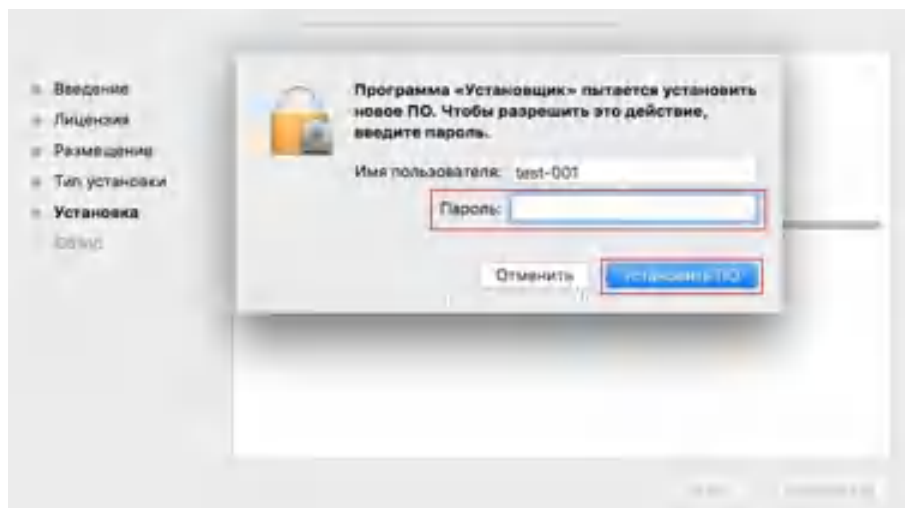 Введение
Лицензия
Размещение
Тип установки
Установка
Программа «Установщик» пытается установить
новое ПО. Чтобы разрешить это действие,
введите пароль.
Имя пользователя: test-001
Пароль:
Отменить
Установить ПО